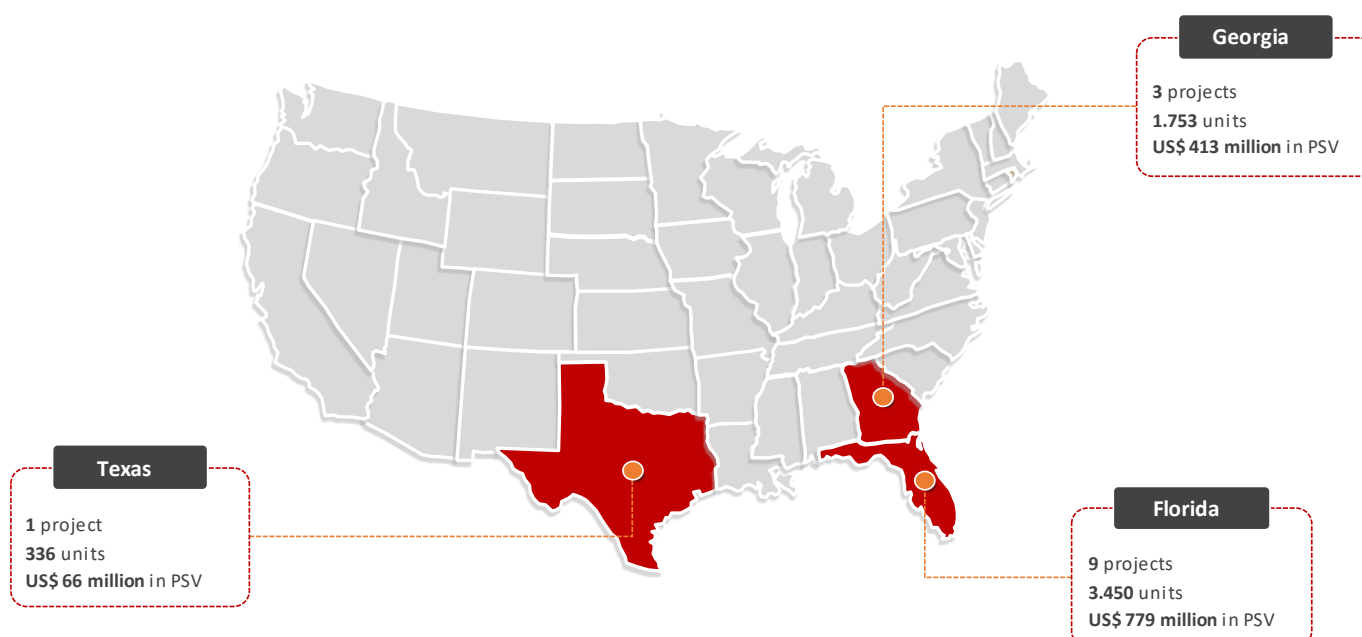 Georgia
3 projects
1.753 units
US$ 413 million in PSV
Texas
1 project
336 units
US$ 66 million in PSV
Florida
9 projects
3.450 units
US$ 779 million in PSV